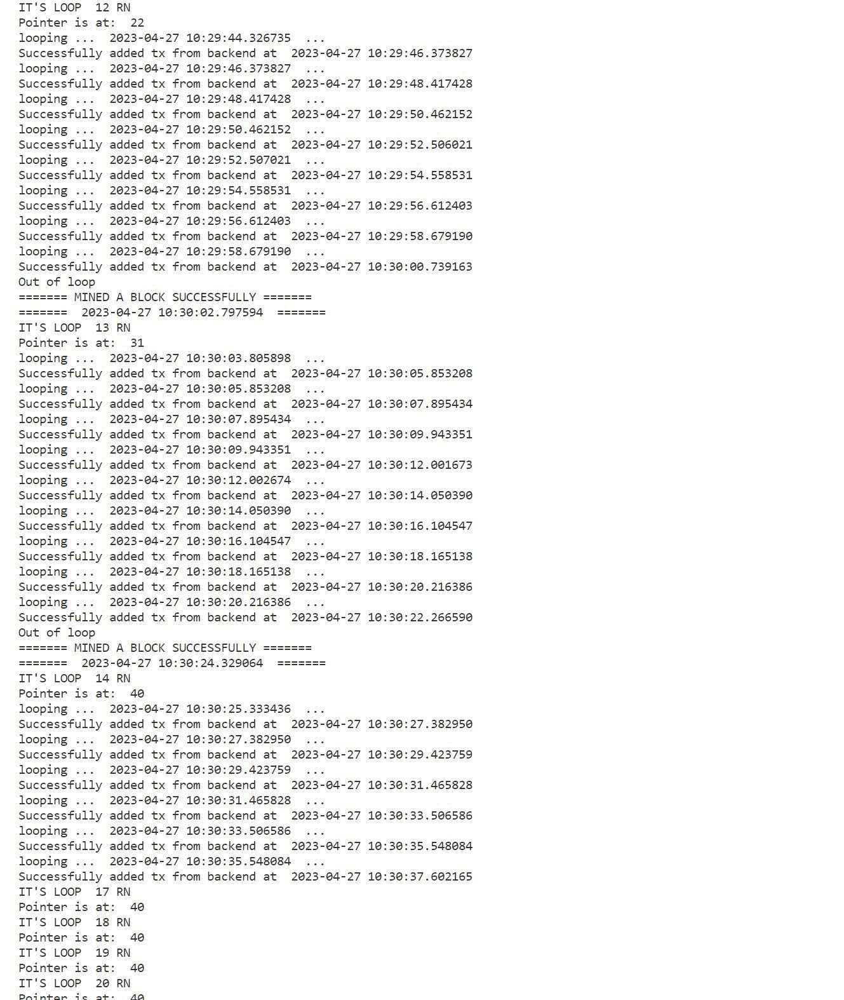 IT'S LOOP  12 RN
Pointer is at:  22
looping ...  2023-04-27 10:29:44.326735  ...
Successfully added tx from backend at  2023-04-27 10:29:46.373827
looping ...  2023-04-27 10:29:46.373827  ...
Successfully added tx from backend at  2023-04-27 10:29:48.417428
looping ...  2023-04-27 10:29:48.417428  ...
Successfully added tx from backend at  2023-04-27 10:29:50.462152
looping ...  2023-04-27 10:29:50.462152  ...
Successfully added tx from backend at  2023-04-27 10:29:52.506021
looping ...  2023-04-27 10:29:52.507021  ...
Successfully added tx from backend at  2023-04-27 10:29:54.558531
looping ...  2023-04-27 10:29:54.558531  ...
Successfully added tx from backend at  2023-04-27 10:29:56.612403
looping ...  2023-04-27 10:29:56.612403  ...
Successfully added tx from backend at  2023-04-27 10:29:58.679190
looping ...  2023-04-27 10:29:58.679190  ...
Successfully added tx from backend at  2023-04-27 10:30:00.739163
Out of loop
======= MINED A BLOCK SUCCESSFULLY =======
=======  2023-04-27 10:30:02.797594  =======
IT'S LOOP  13 RN
Pointer is at:  31
looping ...  2023-04-27 10:30:03.805898  ...
Successfully added tx from backend at  2023-04-27 10:30:05.853208
looping ...  2023-04-27 10:30:05.853208  ...
Successfully added tx from backend at  2023-04-27 10:30:07.895434
looping ...  2023-04-27 10:30:07.895434  ...
Successfully added tx from backend at  2023-04-27 10:30:09.943351
looping ...  2023-04-27 10:30:09.943351  ...
Successfully added tx from backend at  2023-04-27 10:30:12.001673
looping ...  2023-04-27 10:30:12.002674  ...
Successfully added tx from backend at  2023-04-27 10:30:14.050390
looping ...  2023-04-27 10:30:14.050390  ...
Successfully added tx from backend at  2023-04-27 10:30:16.104547
looping ...  2023-04-27 10:30:16.104547  ...
Successfully added tx from backend at  2023-04-27 10:30:18.165138
looping ...  2023-04-27 10:30:18.165138  ...
Successfully added tx from backend at  2023-04-27 10:30:20.216386
looping ...  2023-04-27 10:30:20.216386  ...
Successfully added tx from backend at  2023-04-27 10:30:22.266590
Out of loop
======= MINED A BLOCK SUCCESSFULLY =======
=======  2023-04-27 10:30:24.329064  =======
IT'S LOOP  14 RN
Pointer is at:  40
looping ...  2023-04-27 10:30:25.333436  ...
Successfully added tx from backend at  2023-04-27 10:30:27.382950
looping ...  2023-04-27 10:30:27.382950  ...
Successfully added tx from backend at  2023-04-27 10:30:29.423759
looping ...  2023-04-27 10:30:29.423759  ...
Successfully added tx from backend at  2023-04-27 10:30:31.465828
looping ...  2023-04-27 10:30:31.465828  ...
Successfully added tx from backend at  2023-04-27 10:30:33.506586
looping ...  2023-04-27 10:30:33.506586  ...
Successfully added tx from backend at  2023-04-27 10:30:35.548084
looping ...  2023-04-27 10:30:35.548084  ...
Successfully added tx from backend at  2023-04-27 10:30:37.602165
IT'S LOOP  17 RN
Pointer is at:  40
IT'S LOOP  18 RN
Pointer is at:  40
IT'S LOOP  19 RN
Pointer is at:  40
IT'S LOOP  20 RN
Pointer is at:  40